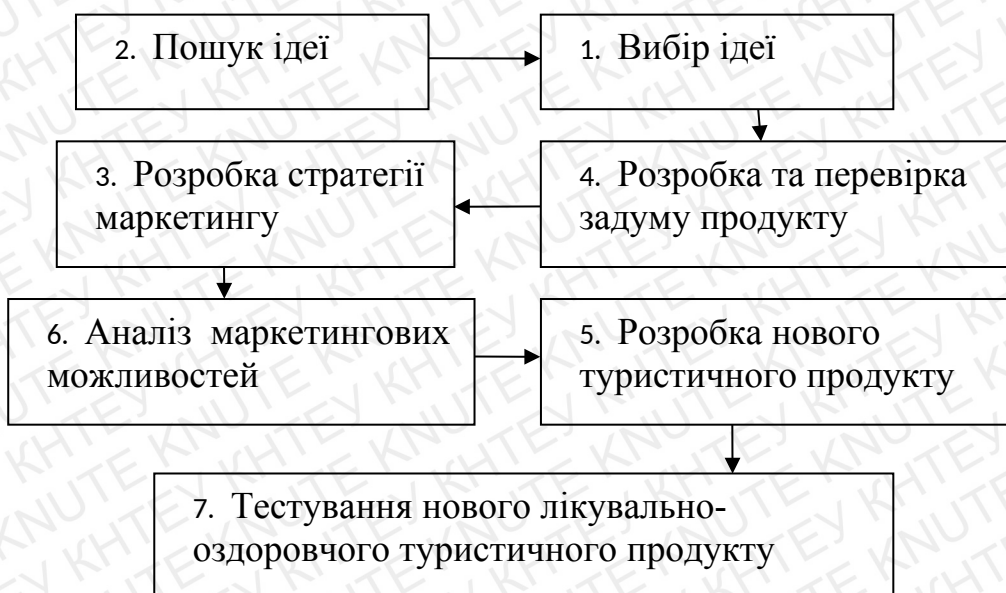 2. Пошук ідеї
1. Вибір ідеї
3. Розробка стратегії
маркетингу
4. Розробка та перевірка
задуму продукту
6. Аналіз маркетингових
можливостей
5. Розробка нового
туристичного продукту
7. Тестування нового лікувально-
оздоровчого туристичного продукту